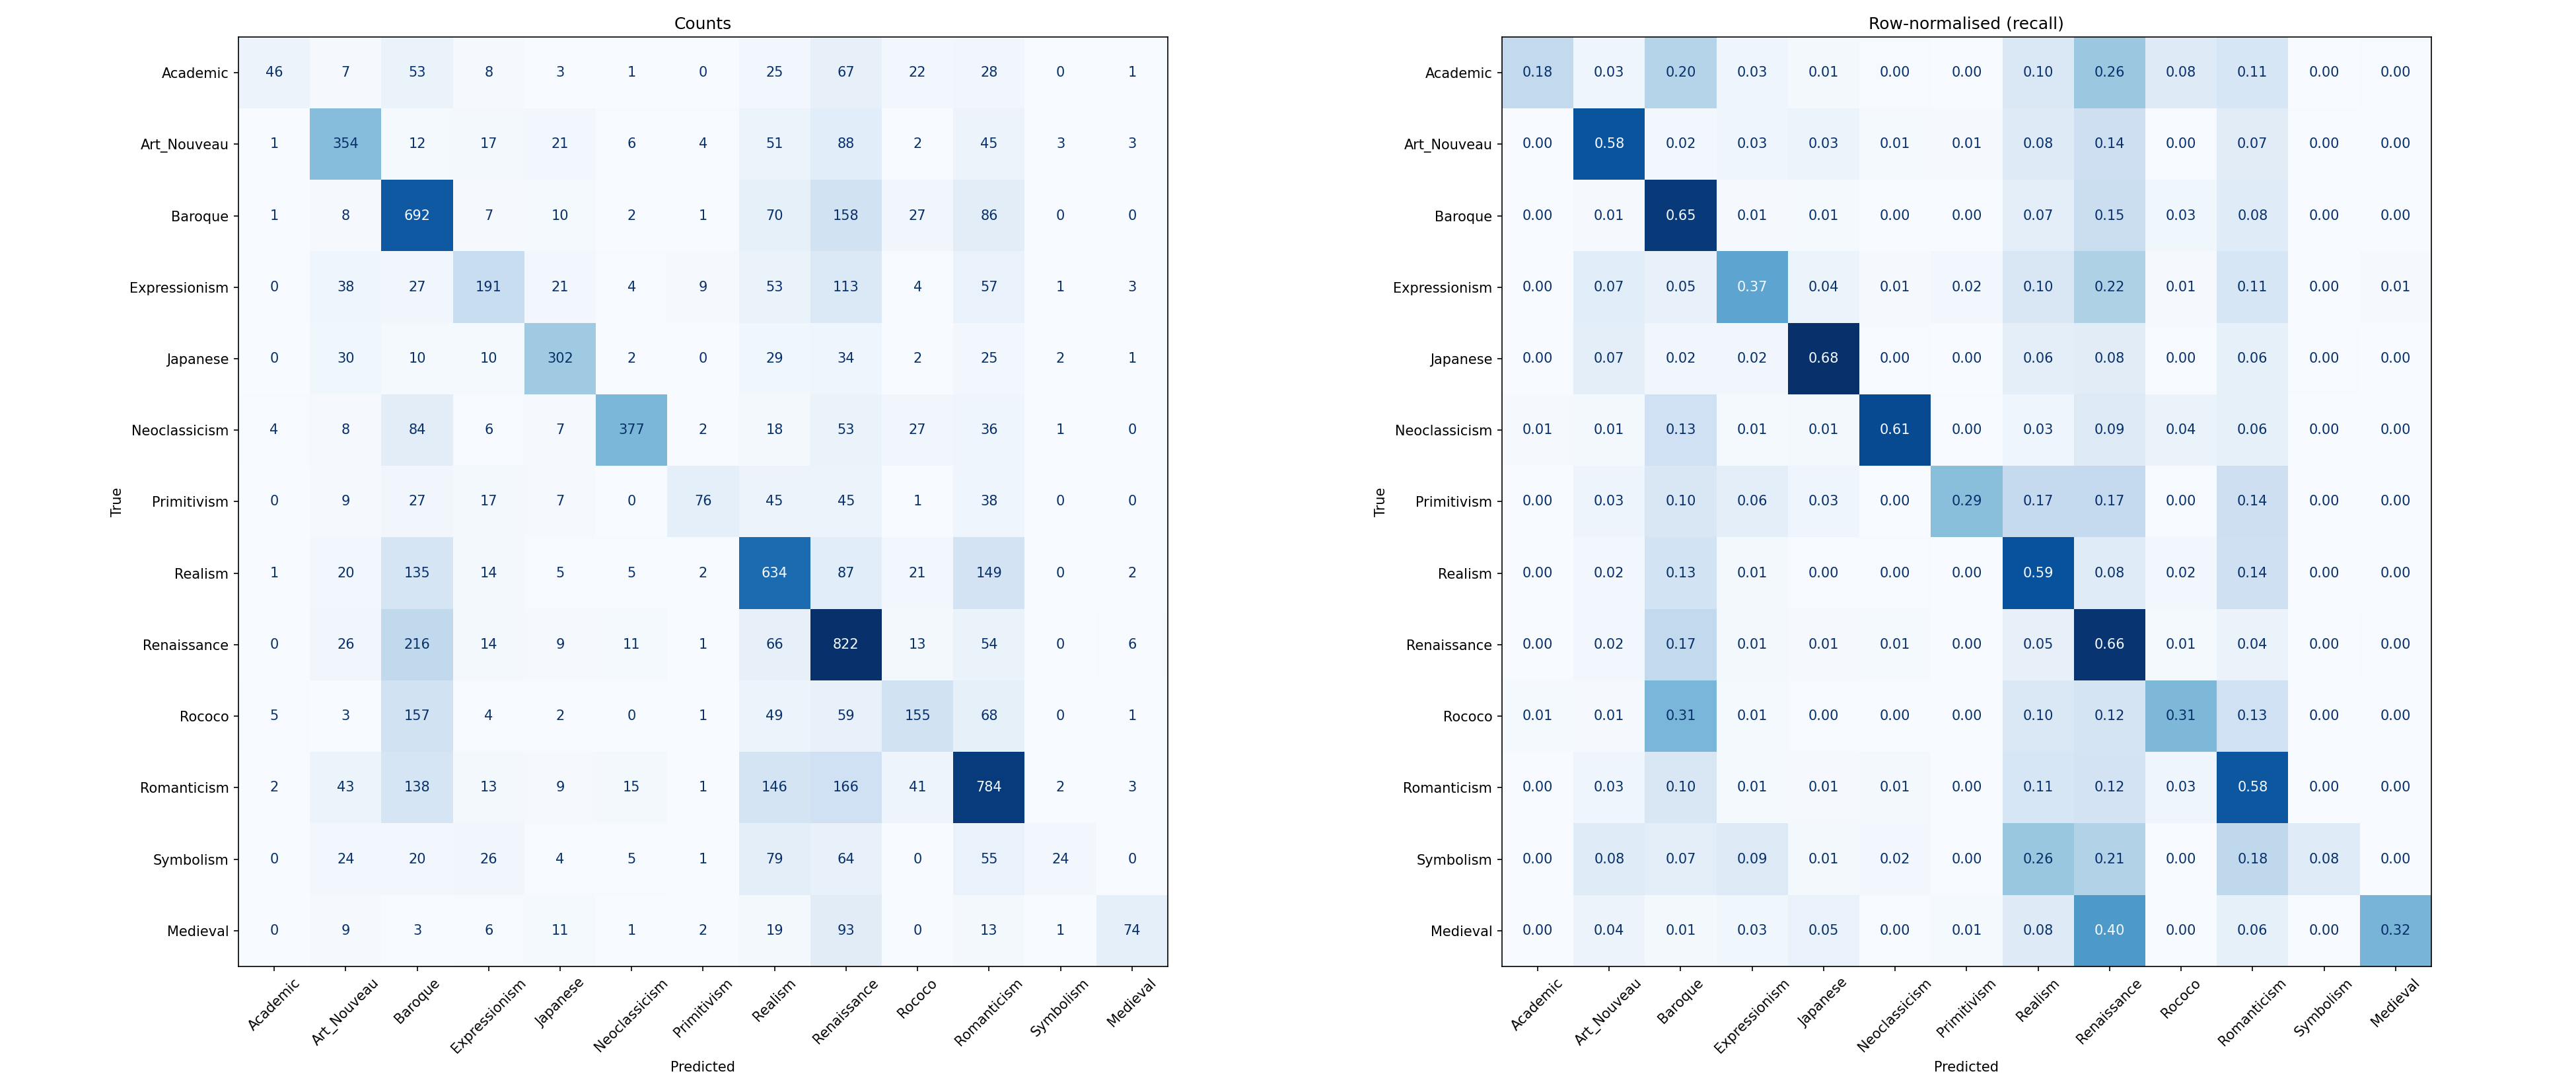 Counts
Academic 46 7 53 8 3 1 0 25 67 22 28 0 1
Art_Nouveau 1 354 12 17 21 6 4 51 88 2 45 3 3
Baroque 1 8 692 7 10 2 1 70 158 27 86 0 0
Expressionism 0 38 27 191 21 4 9 53 113 4 57 1 3
Japanese 0 30 10 10 302 2 0 29 34 2 25 2 1
Neoclassicism 4 8 84 6 7 377 2 18 53 27 36 1 0
Primitivism 0 9 27 17 7 0 76 45 45 1 38 0 0
Realism 1 20 135 14 5 5 2 634 87 21 149 0 2
Renaissance 0 26 216 14 9 11 1 66 822 13 54 0 6
Rococo 5 3 157 4 2 0 1 49 59 155 68 0 1
Romanticism 2 43 138 13 9 15 1 146 166 41 784 2 3
Symbolism 0 24 20 26 4 5 1 79 64 0 55 24 0
Medieval 0 9 3 6 11 1 2 19 93 0 13 1 74
True
Academic Art_Nouveau Baroque Expressionism Japanese Neoclassicism Primitivism Realism Renaissance Rococo Romanticism Symbolism Medieval
Predicted
Row-normalised (recall)
Academic 0.18 0.03 0.20 0.03 0.01 0.00 0.00 0.10 0.26 0.08 0.11 0.00 0.00
Art_Nouveau 0.00 0.58 0.02 0.03 0.03 0.01 0.01 0.08 0.14 0.00 0.07 0.00 0.00
Baroque 0.00 0.01 0.65 0.01 0.01 0.00 0.00 0.07 0.15 0.03 0.08 0.00 0.00
Expressionism 0.00 0.07 0.05 0.37 0.04 0.01 0.02 0.10 0.22 0.01 0.11 0.00 0.01
Japanese 0.00 0.07 0.02 0.02 0.68 0.00 0.00 0.06 0.08 0.00 0.06 0.00 0.00
Neoclassicism 0.01 0.01 0.13 0.01 0.01 0.61 0.00 0.03 0.09 0.04 0.06 0.00 0.00
Primitivism 0.00 0.03 0.10 0.06 0.03 0.00 0.29 0.17 0.17 0.00 0.14 0.00 0.00
Realism 0.00 0.02 0.13 0.01 0.00 0.00 0.00 0.59 0.08 0.02 0.14 0.00 0.00
Renaissance 0.00 0.02 0.17 0.01 0.01 0.01 0.00 0.05 0.66 0.01 0.04 0.00 0.00
Rococo 0.01 0.01 0.31 0.01 0.00 0.00 0.00 0.10 0.12 0.31 0.13 0.00 0.00
Romanticism 0.00 0.03 0.10 0.01 0.01 0.01 0.00 0.11 0.12 0.03 0.58 0.00 0.00
Symbolism 0.00 0.08 0.07 0.09 0.01 0.02 0.00 0.26 0.21 0.00 0.18 0.08 0.00
Medieval 0.00 0.04 0.01 0.03 0.05 0.00 0.01 0.08 0.40 0.00 0.06 0.00 0.32
True
Academic Art_Nouveau Baroque Expressionism Japanese Neoclassicism Primitivism Realism Renaissance Rococo Romanticism Symbolism Medieval
Predicted